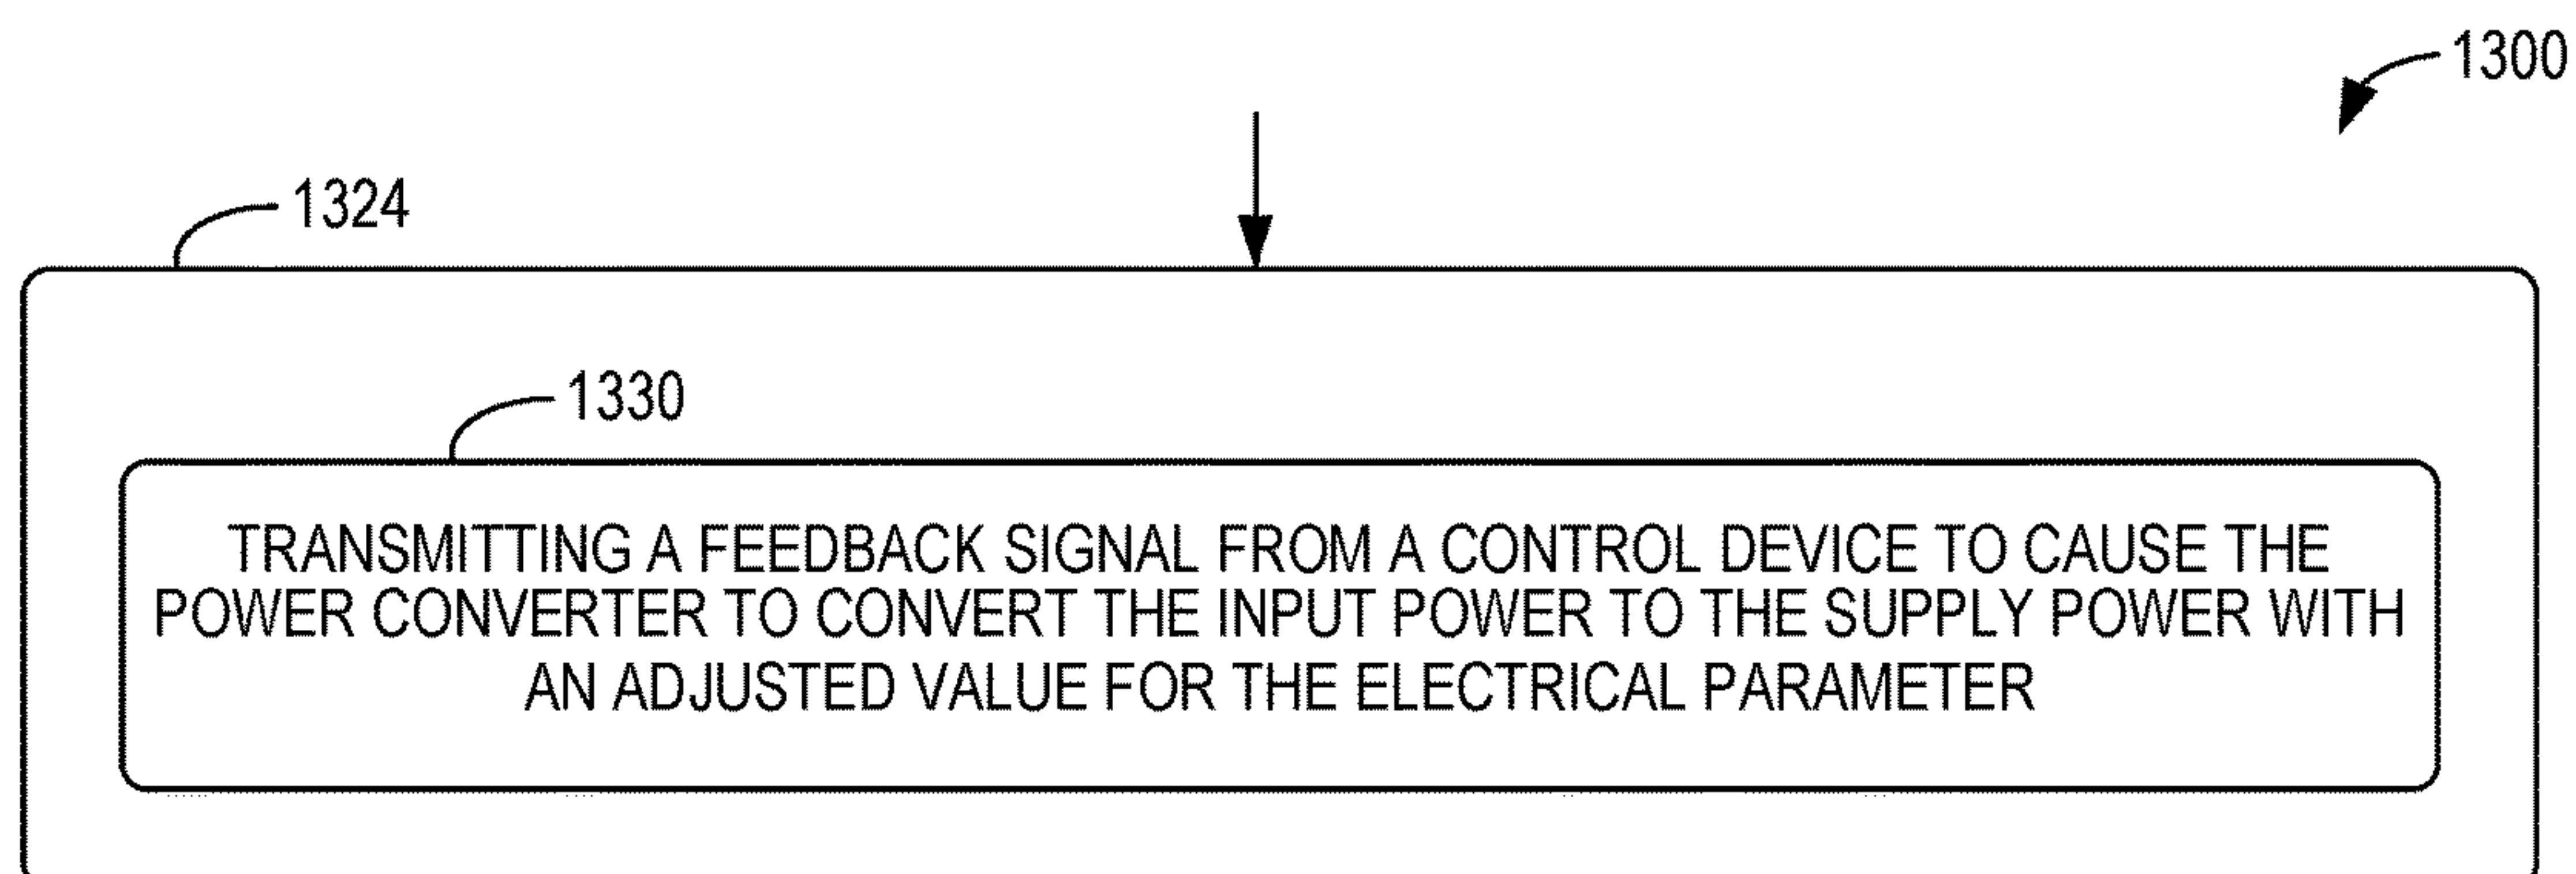 1300
1324
1330
TRANSMITTING A FEEDBACK SIGNAL FROM A CONTROL DEVICE TO CAUSE THE
POWER CONVERTER TO CONVERT THE INPUT POWER TO THE SUPPLY POWER WITH
AN ADJUSTED VALUE FOR THE ELECTRICAL PARAMETER